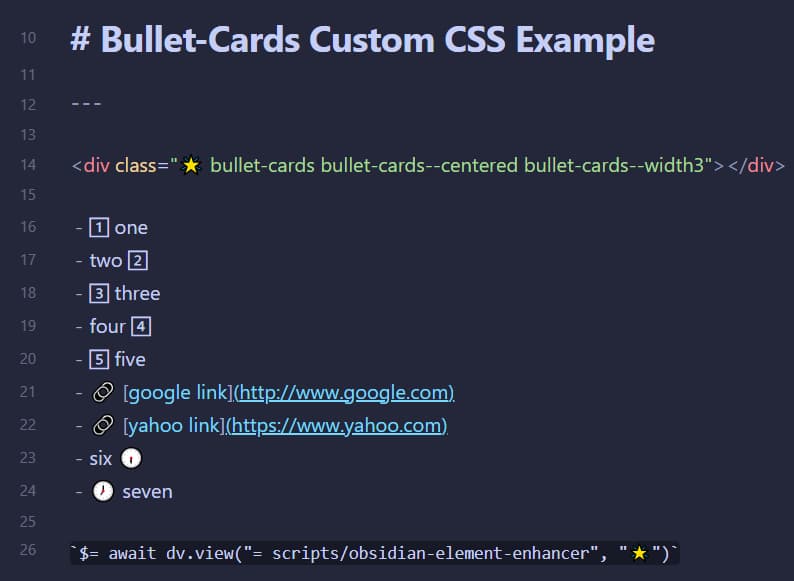 10 # Bullet-Cards Custom CSS Example
11
12 ---
13
14 <div class="⭐ bullet-cards bullet-cards--centered bullet-cards--width3"></div>
15
16 - 1️⃣ one
17 - two 2️⃣
18 - 3️⃣ three
19 - four 4️⃣
20 - 5️⃣ five
21 - 🔗 [google link](http://www.google.com)
22 - 🔗 [yahoo link](https://www.yahoo.com)
23 - six 🕕
24 - 🕖 seven
25
26 `$= await dv.view("= scripts/obsidian-element-enhancer", "⭐")`